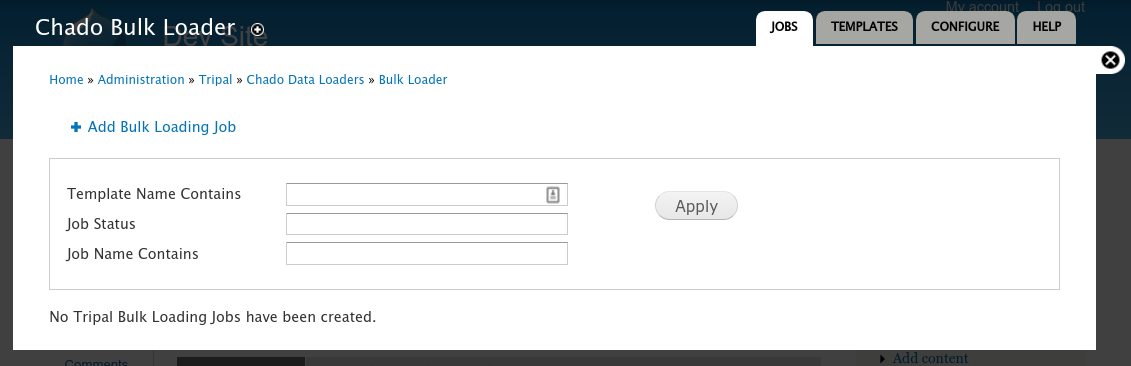 My account Log out
Chado Bulk Loader
Dev Site
JOBS TEMPLATES CONFIGURE HELP
Home » Administration » Tripal » Chado Data Loaders » Bulk Loader
Add Bulk Loading Job
Template Name Contains
Apply
Job Status
Job Name Contains
No Tripal Bulk Loading Jobs have been created.
Comments
Add content